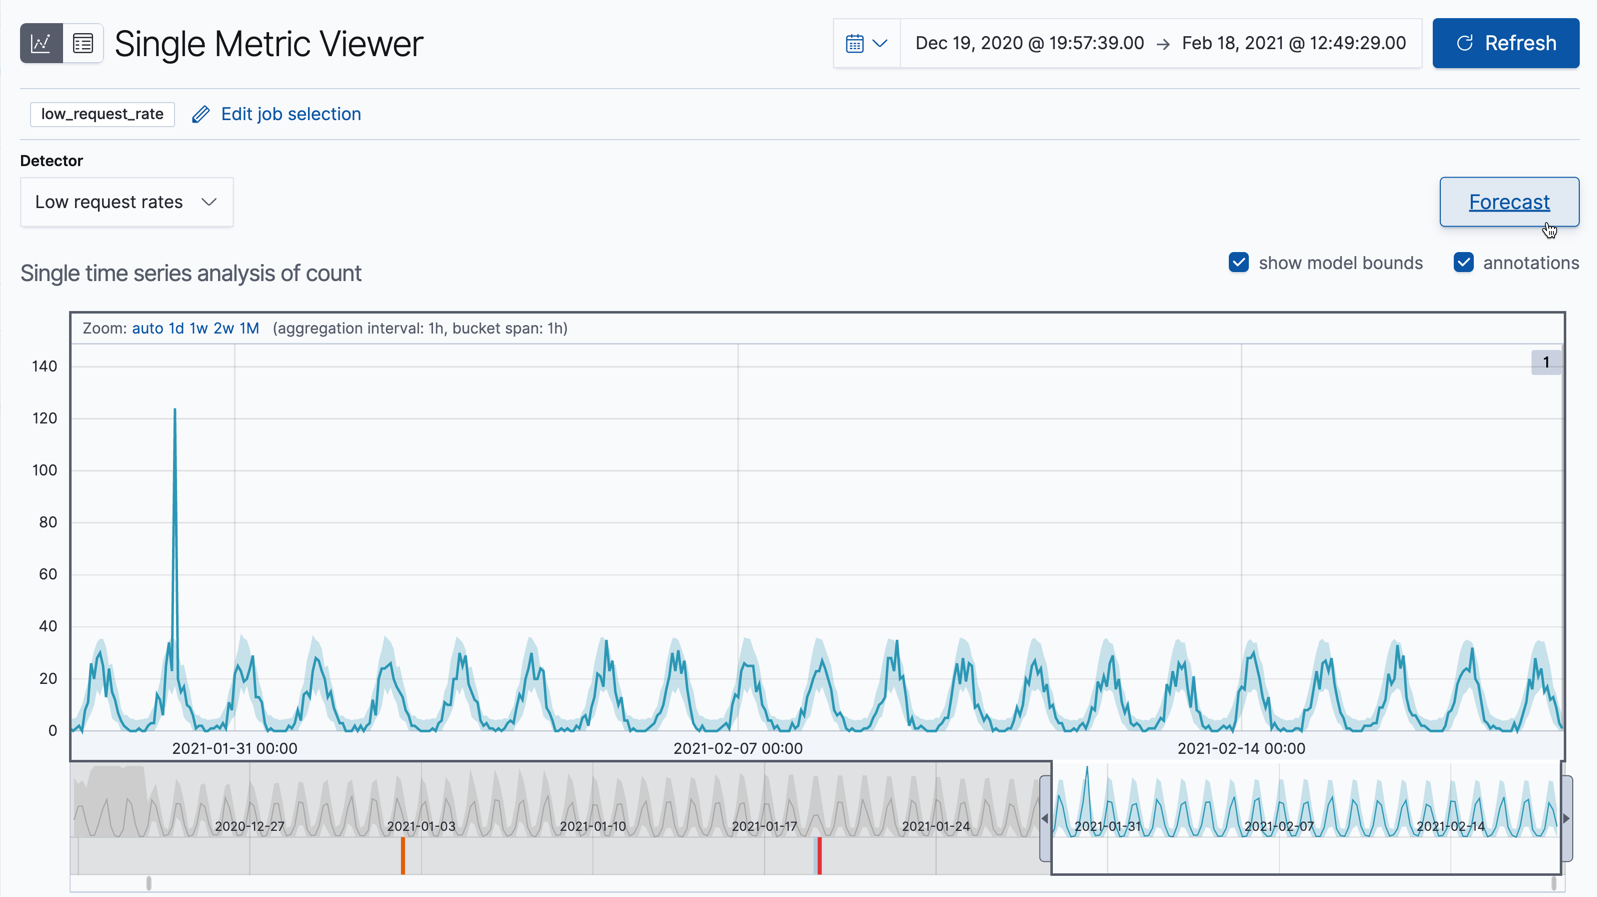 Single Metric Viewer
Dec 19, 2020 @ 19:57:39.00 → Feb 18, 2021 @ 12:49:29.00
Refresh
low_request_rate
Edit job selection
Detector
Low request rates
Forecast
Single time series analysis of count
show model bounds
annotations
Zoom: auto 1d 1w 2w 1M (aggregation interval: 1h, bucket span: 1h)
1
140
120
100
80
60
40
20
0
2021-01-31 00:00
2021-02-07 00:00
2021-02-14 00:00
2020-12-27
2021-01-03
2021-01-10
2021-01-17
2021-01-24
2021-01-31
2021-02-07
2021-02-14